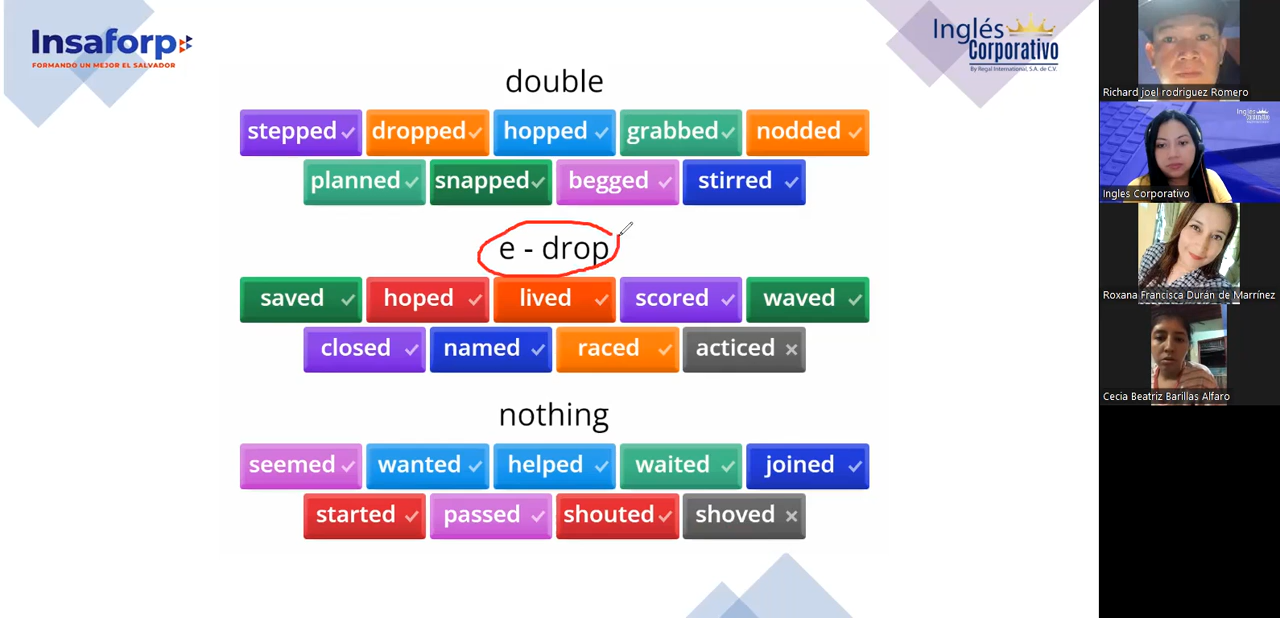 Insaforp
FORMANDO UN MEJOR EL SALVADOR
Inglés
Corporativo
By Regal International, S.A. de C.V.
double
stepped dropped hopped grabbed nodded
planned snapped begged stirred
e - drop
saved hoped lived scored waved
closed named raced acticed
nothing
seemed wanted helped waited joined
started passed shouted shoved
Richard joel rodriguez Romero
Inglés
Corporativo
Ingles Corporativo
Roxana Francisca Durán de Marrínez
Cecia Beatriz Barillas Alfaro